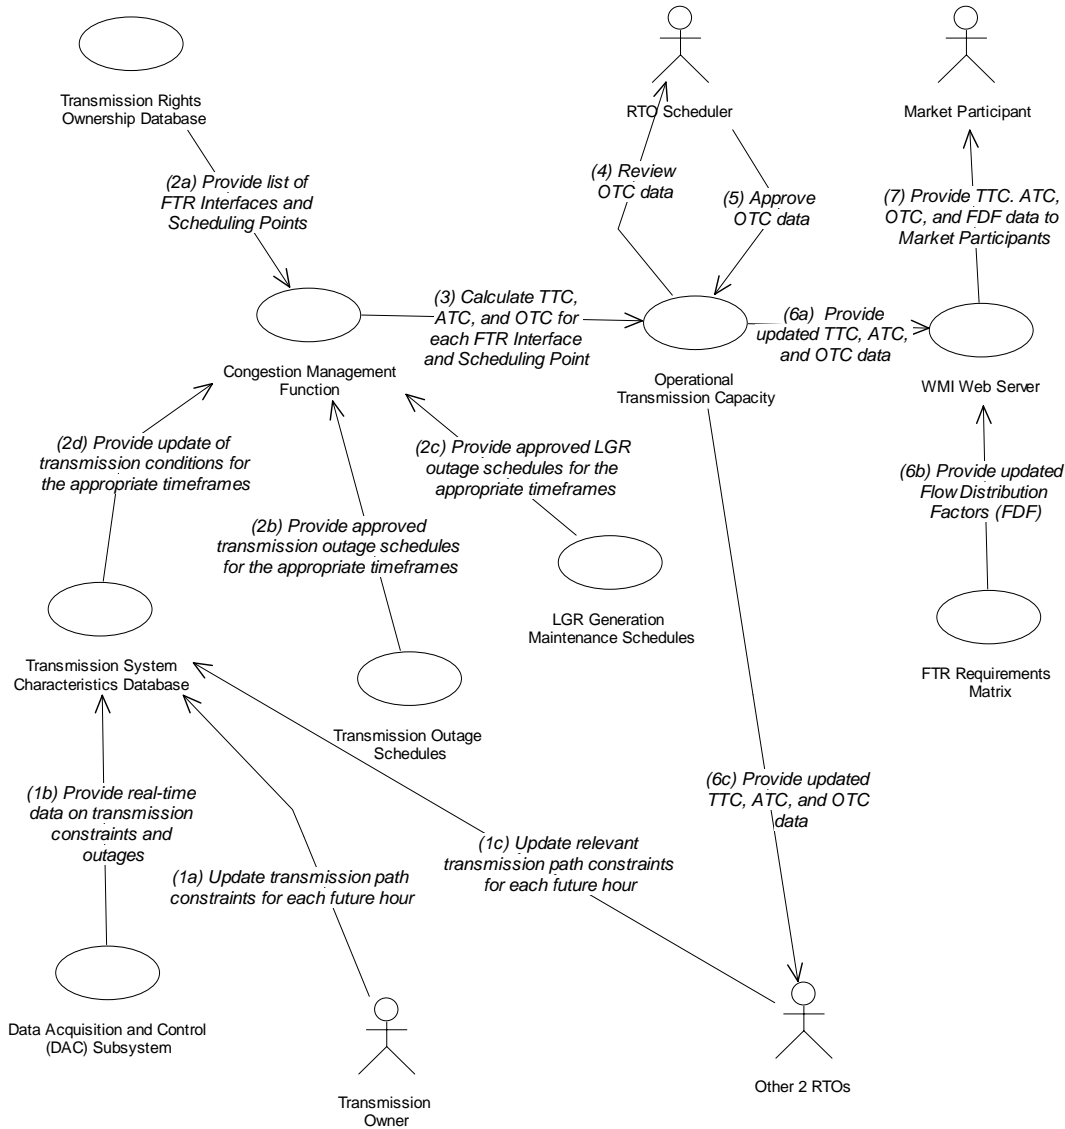 Transmission Rights
Ownership Database
RTO Scheduler
Market Participant
(2a) Provide list of
FTR Interfaces and
Scheduling Points
(4) Review
OTC data
(5) Approve
OTC data
(7) Provide TTC. ATC,
OTC, and FDF data to
Market Participants
(3) Calculate TTC,
ATC, and OTC for
each FTR Interface
and Scheduling Point
(6a) Provide
updated TTC, ATC,
and OTC data
Congestion Management
Function
Operational
Transmission Capacity
WMI Web Server
(2d) Provide update of
transmission conditions for
the appropriate timeframes
(2c) Provide approved LGR
outage schedules for the
appropriate timeframes
(6b) Provide updated
Flow Distribution
Factors (FDF)
(2b) Provide approved
transmission outage schedules
for the appropriate timeframes
LGR Generation
Maintenance Schedules
Transmission System
Characteristics Database
FTR Requirements
Matrix
Transmission Outage
Schedules
(1b) Provide real-time
data on transmission
constraints and
outages
(6c) Provide updated
TTC, ATC, and OTC
data
(1c) Update relevant
transmission path constraints
for each future hour
(1a) Update transmission path
constraints for each future hour
Data Acquisition and Control
(DAC) Subsystem
Other 2 RTOs
Transmission
Owner